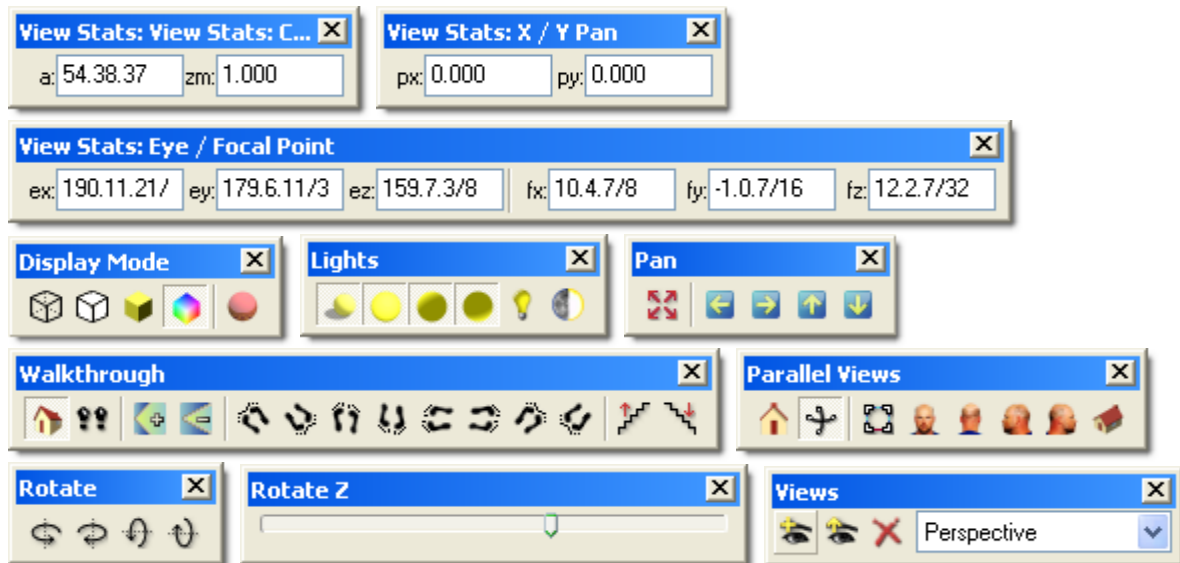 View Stats: View Stats: C...
a: 54.38.37 zm: 1.000
View Stats: X / Y Pan
px: 0.000 py: 0.000
View Stats: Eye / Focal Point
ex: 190.11.21/ ey: 179.6.11/3 ez: 159.7.3/8 fx: 10.4.7/8 fy: -1.0.7/16 fz: 12.2.7/32
Display Mode
Lights
Pan
Walkthrough
Parallel Views
Rotate
Rotate Z
Views
Perspective